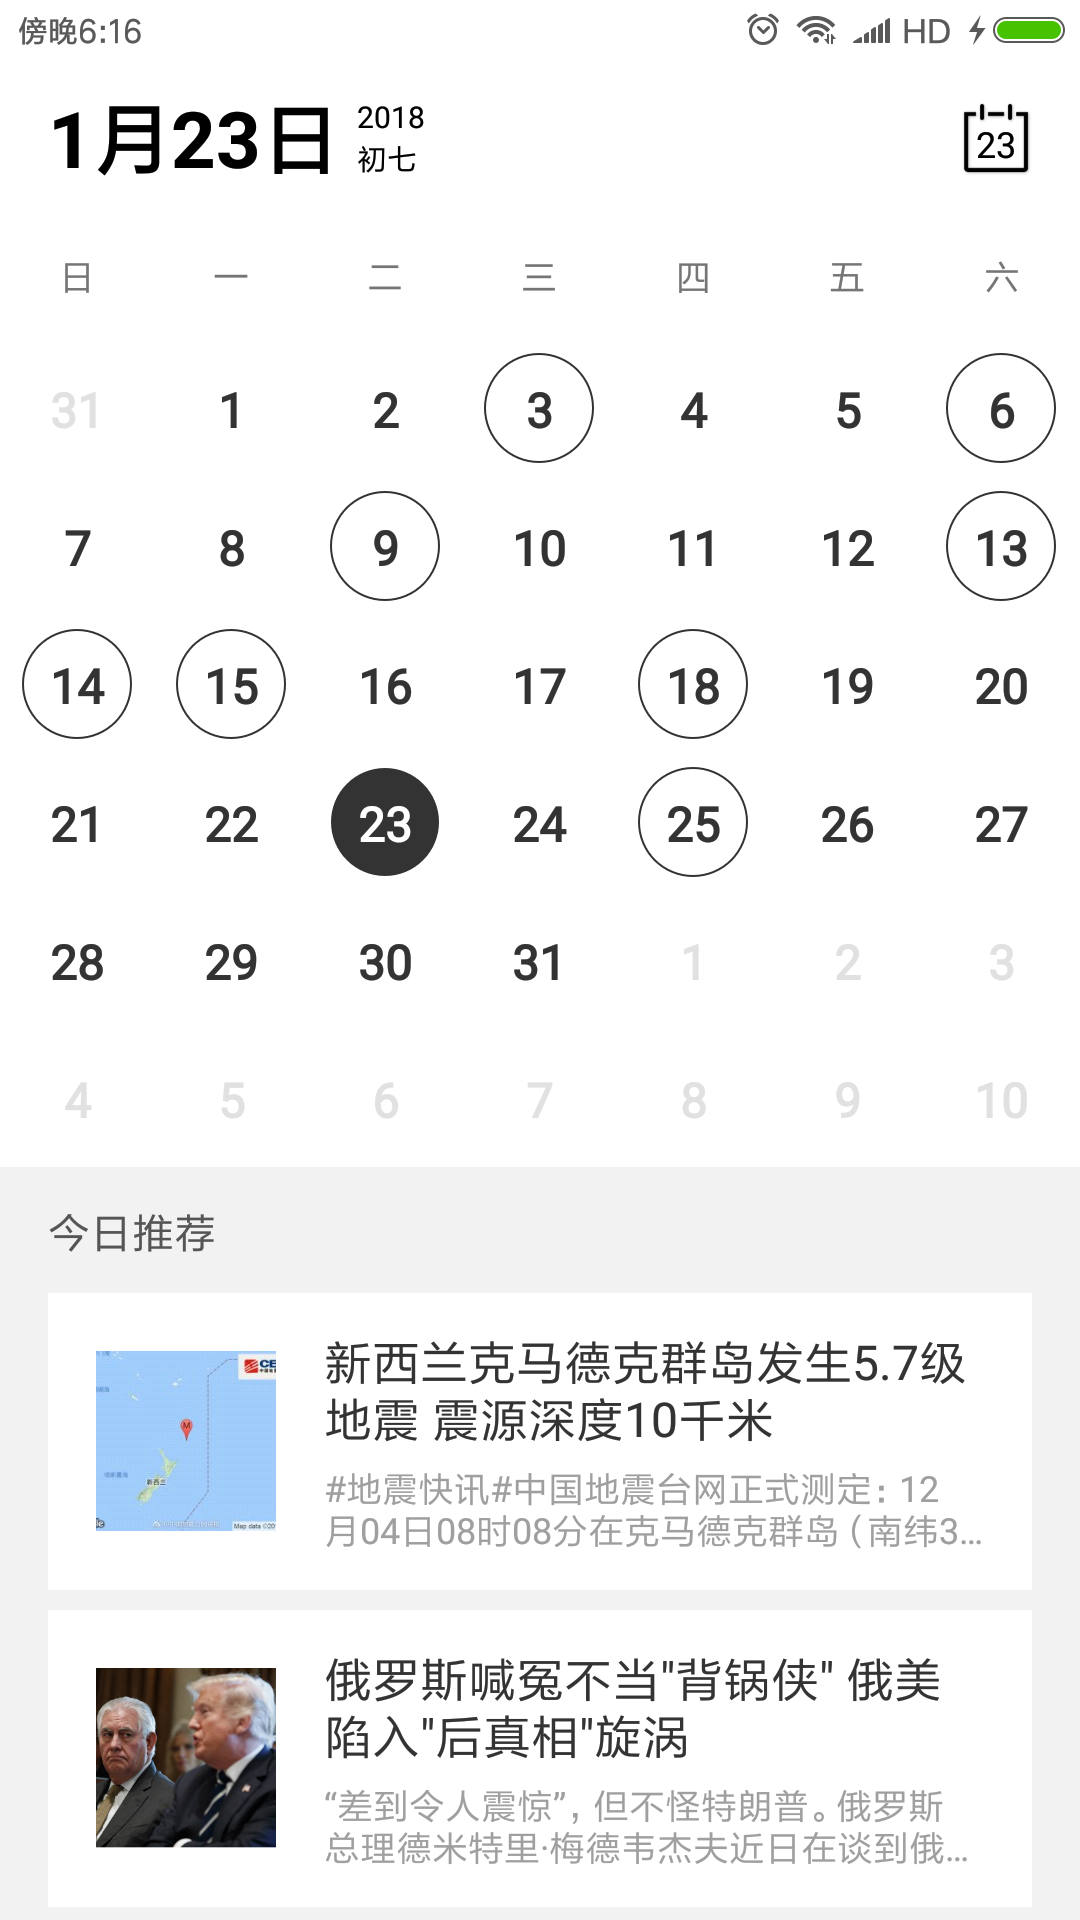 傍晚6:16 HD
1月23日
2018
初七
23
日 一 二 三 四 五 六
31 1 2 3 4 5 6
7 8 9 10 11 12 13
14 15 16 17 18 19 20
21 22 23 24 25 26 27
28 29 30 31 1 2 3
4 5 6 7 8 9 10
今日推荐
新西兰克马德克群岛发生5.7级
地震 震源深度10千米
#地震快讯#中国地震台网正式测定：12
月04日08时08分在克马德克群岛（南纬3...
CE
M
新西兰
Map data ©20
俄罗斯喊冤不当"背锅侠" 俄美
陷入"后真相"旋涡
“差到令人震惊”，但不怪特朗普。俄罗斯
总理德米特里·梅德韦杰夫近日在谈到俄...